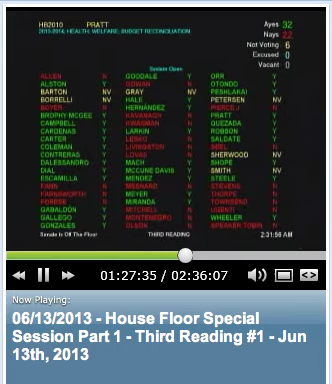 HB2010 PRATT
2013-2014; HEALTH; WELFARE; BUDGET RECONCILIATION
Ayes 32
Nays 22
Not Voting 6
Excused 0
Vacant 0
System Open
ALLEN N GOODALE Y ORR Y
ALSTON Y GOWAN N OTONDO Y
BARTON NV GRAY NV PESHLAKAI Y
BORRELLI NV HALE Y PETERSEN NV
BOYER N HERNÁNDEZ Y PIERCE J N
BROPHY MCGEE Y KAVANAGH N PRATT Y
CAMPBELL Y KWASMAN N QUEZADA Y
CARDENAS Y LARKIN Y ROBSON Y
CARTER Y LESKO N SALDATE Y
COLEMAN Y LIVINGSTON N SEEL N
CONTRERAS Y LOVAS N SHERWOOD NV
DALESSANDRO Y MACH Y SHOPE Y
DIAL Y MCCUNE DAVIS Y SMITH NV
ESCAMILLA Y MENDEZ Y STEELE Y
FANN N MESNARD N STEVENS N
FARNSWORTH N MEYER Y THORPE N
FORESE N MIRANDA Y TOWNSEND N
GABALDÓN Y MITCHELL N UGENTI N
GALLEGO Y MONTENEGRO N WHEELER Y
GONZALES Y OLSON N SPEAKER TOBIN N
Senate Is Off The Floor THIRD READING 2:31:56 AM
01:27:35 / 02:36:07
Now Playing:
06/13/2013 - House Floor Special
Session Part 1 - Third Reading #1 - Jun
13th, 2013